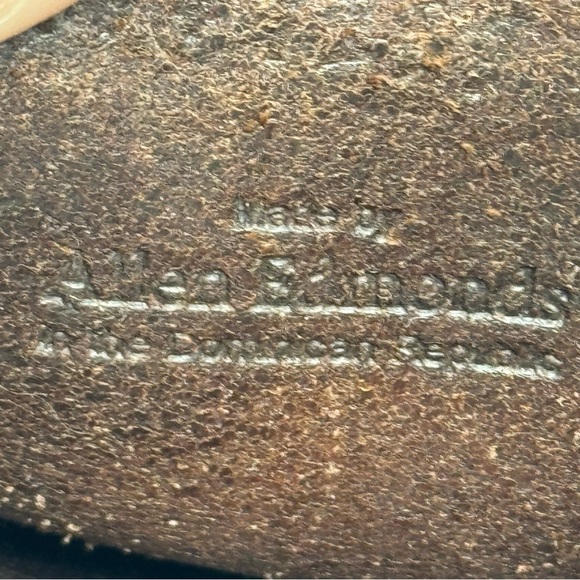 Made by
Allen Edmonds
in the Dominican Republic